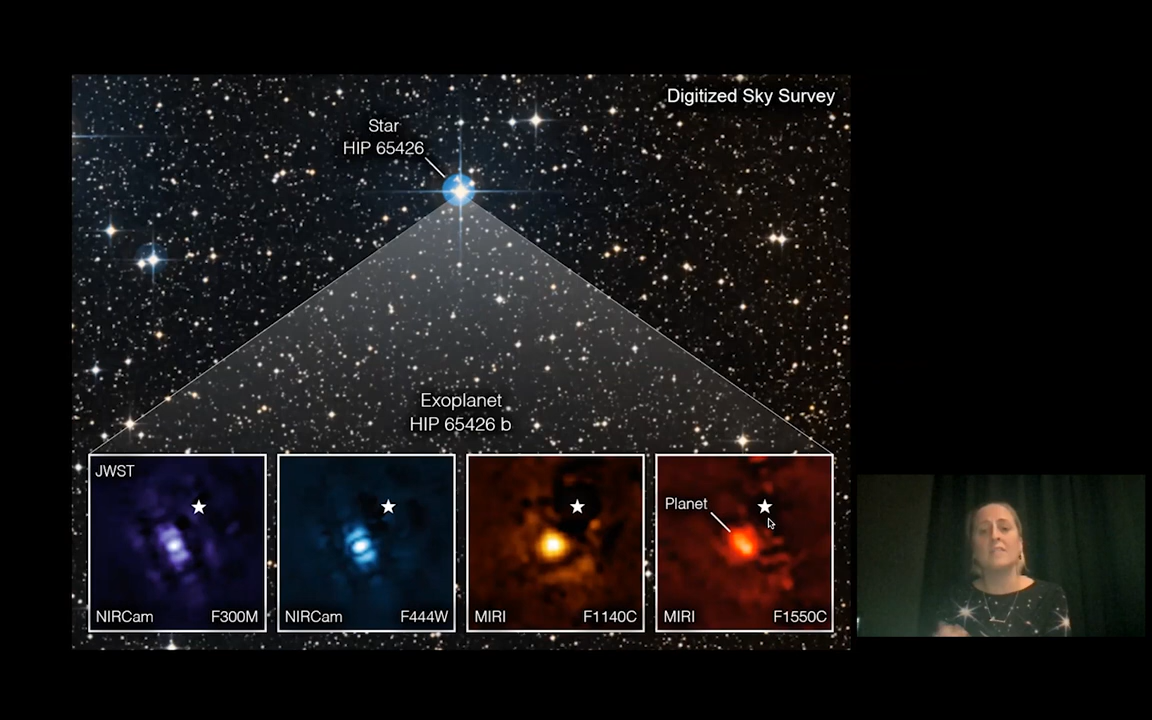 Digitized Sky Survey
Star
HIP 65426
Exoplanet
HIP 65426 b
JWST
NIRCam F300M
NIRCam F444W
MIRI F1140C
Planet
MIRI F1550C